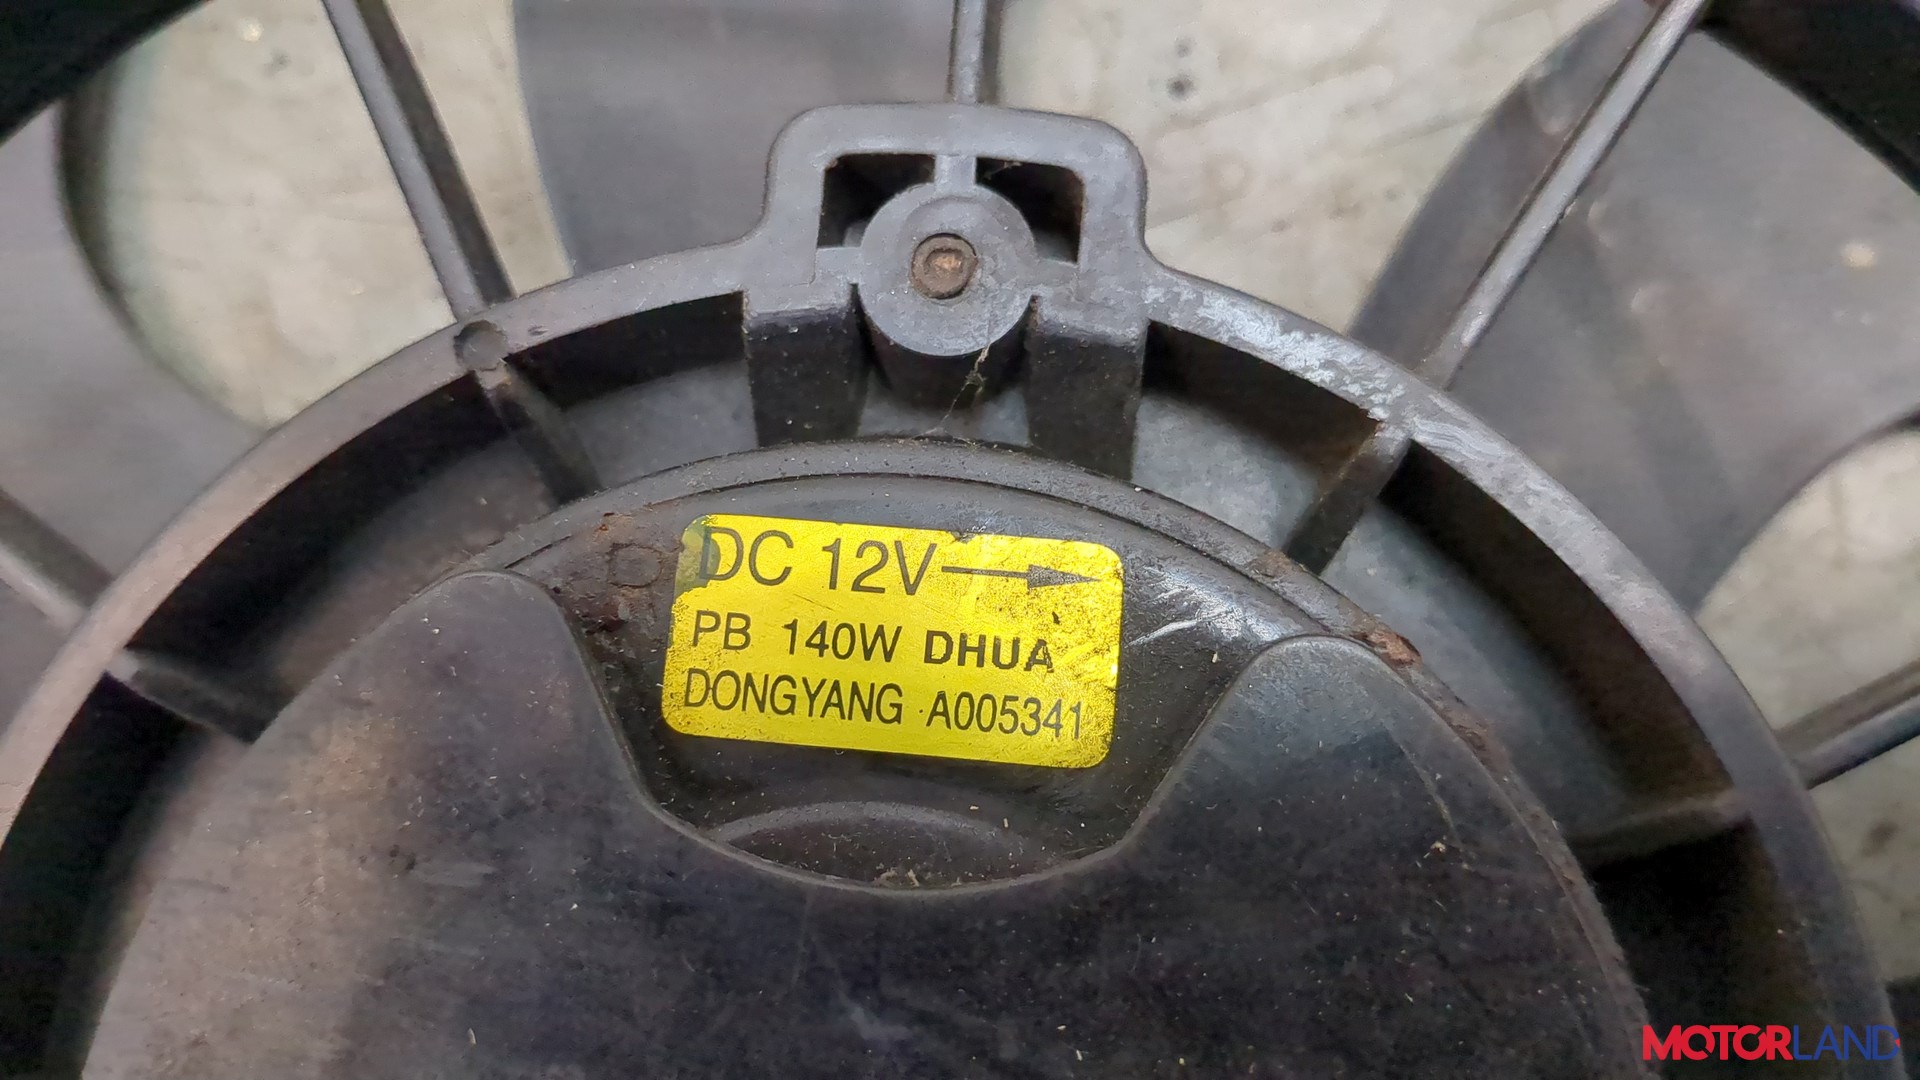 DC 12V
PB 140W DHUA
DONGYANG A005341
MOTORLAND